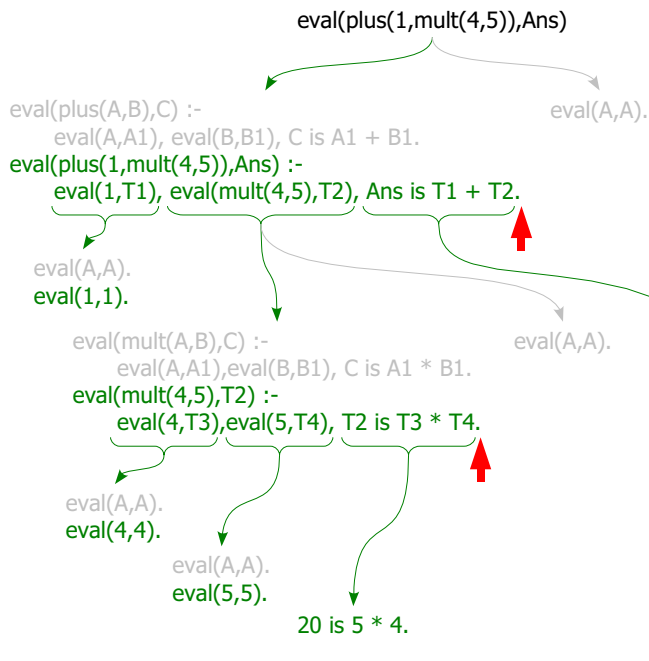 eval(plus(1,mult(4,5)),Ans)
eval(plus(A,B),C) :-
eval(A,A).
eval(A,A1), eval(B,B1), C is A1 + B1.
eval(plus(1,mult(4,5)),Ans) :-
eval(1,T1), eval(mult(4,5),T2), Ans is T1 + T2.
eval(A,A).
eval(1,1).
eval(mult(A,B),C) :-
eval(A,A).
eval(A,A1),eval(B,B1), C is A1 * B1.
eval(mult(4,5),T2) :-
eval(4,T3),eval(5,T4), T2 is T3 * T4.
eval(A,A).
eval(4,4).
eval(A,A).
eval(5,5).
20 is 5 * 4.